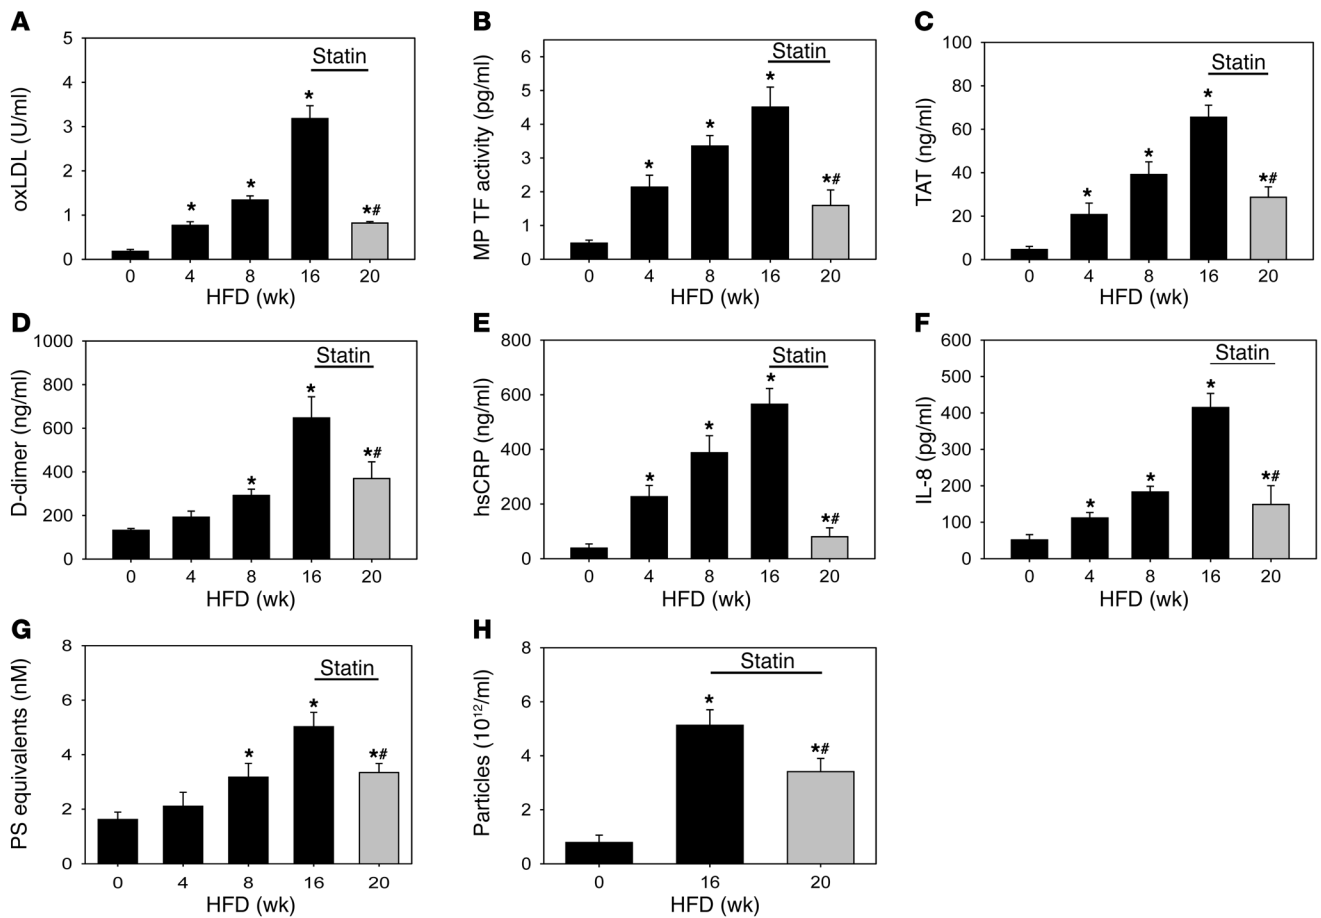 A
oxLDL (U/ml)
5
4
3
2
1
0
Statin
*
*
*
*#
0 4 8 16 20
HFD (wk)
B
MP TF activity (pg/ml)
6
5
4
3
2
1
0
Statin
*
*
*
*#
0 4 8 16 20
HFD (wk)
C
TAT (ng/ml)
100
80
60
40
20
0
Statin
*
*
*
*#
0 4 8 16 20
HFD (wk)
D
D-dimer (ng/ml)
1000
800
600
400
200
0
Statin
*
*
*#
0 4 8 16 20
HFD (wk)
E
hsCRP (ng/ml)
800
600
400
200
0
Statin
*
*
*
*#
0 4 8 16 20
HFD (wk)
F
IL-8 (pg/ml)
600
500
400
300
200
100
0
Statin
*
*
*
*#
0 4 8 16 20
HFD (wk)
G
PS equivalents (nM)
8
6
4
2
0
Statin
*
*
*#
0 4 8 16 20
HFD (wk)
H
Particles (10¹²/ml)
8
6
4
2
0
Statin
*
*#
0 16 20
HFD (wk)